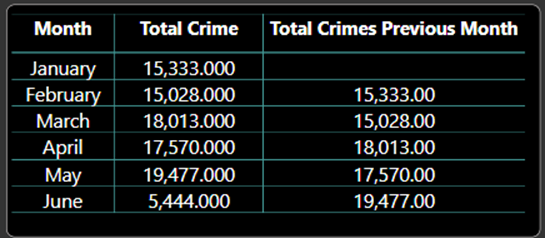 Month Total Crime Total Crimes Previous Month
January 15,333.000
February 15,028.000 15,333.00
March 18,013.000 15,028.00
April 17,570.000 18,013.00
May 19,477.000 17,570.00
June 5,444.000 19,477.00